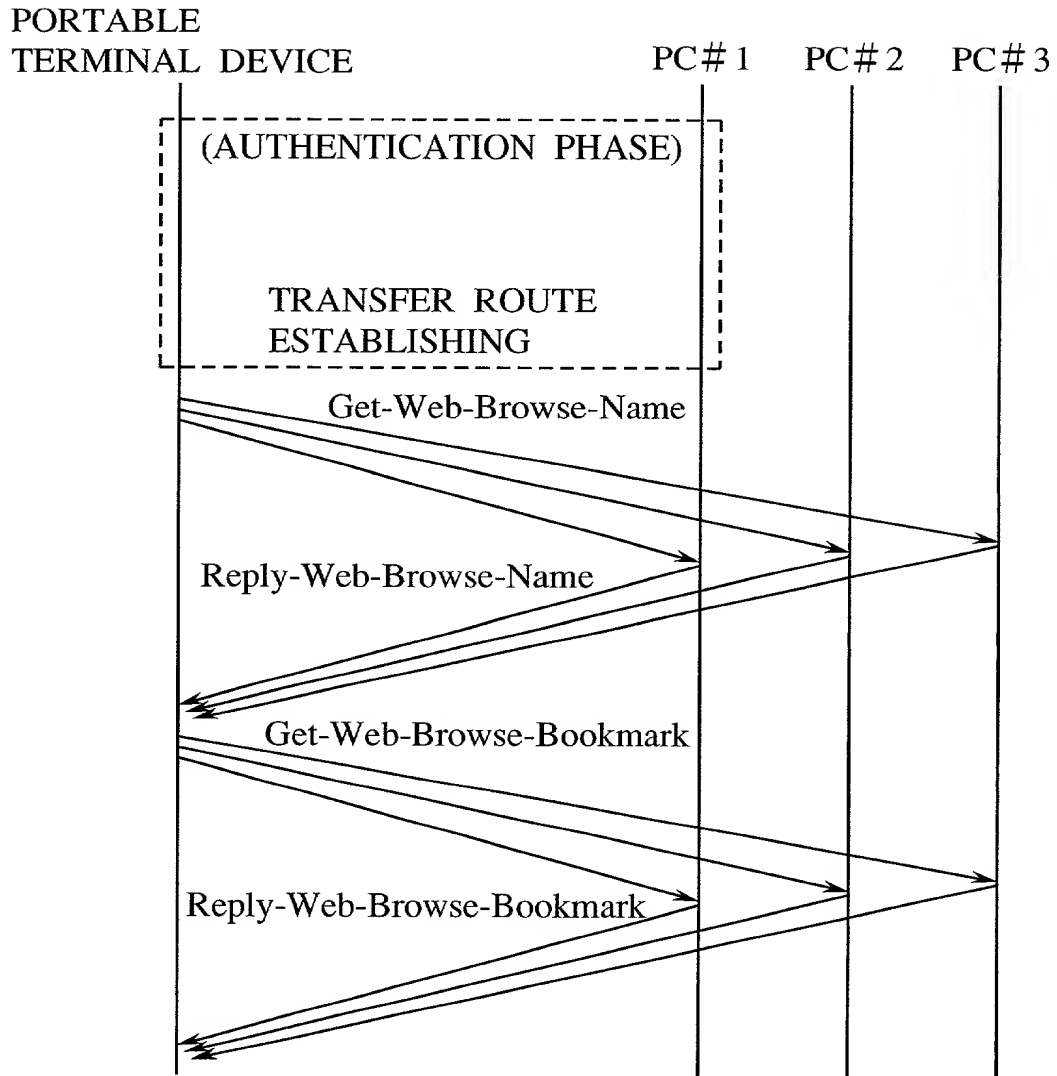 PORTABLE
TERMINAL DEVICE
PC#1
PC#2
PC#3
(AUTHENTICATION PHASE)
TRANSFER ROUTE
ESTABLISHING
Get-Web-Browse-Name
Reply-Web-Browse-Name
Get-Web-Browse-Bookmark
Reply-Web-Browse-Bookmark